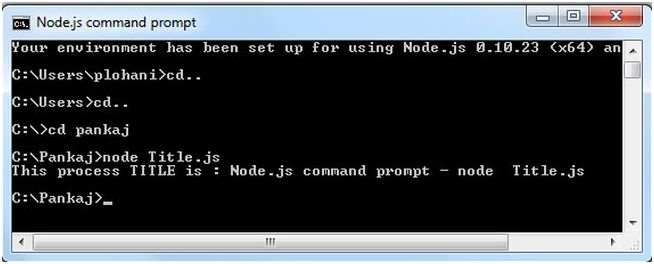 Node.js command prompt
Your environment has been set up for using Node.js 0.10.23 (x64) an
C:\Users\plohani>cd..
C:\Users>cd..
C:\>cd pankaj
C:\Pankaj>node Title.js
This process TITLE is : Node.js command prompt - node  Title.js
C:\Pankaj>_